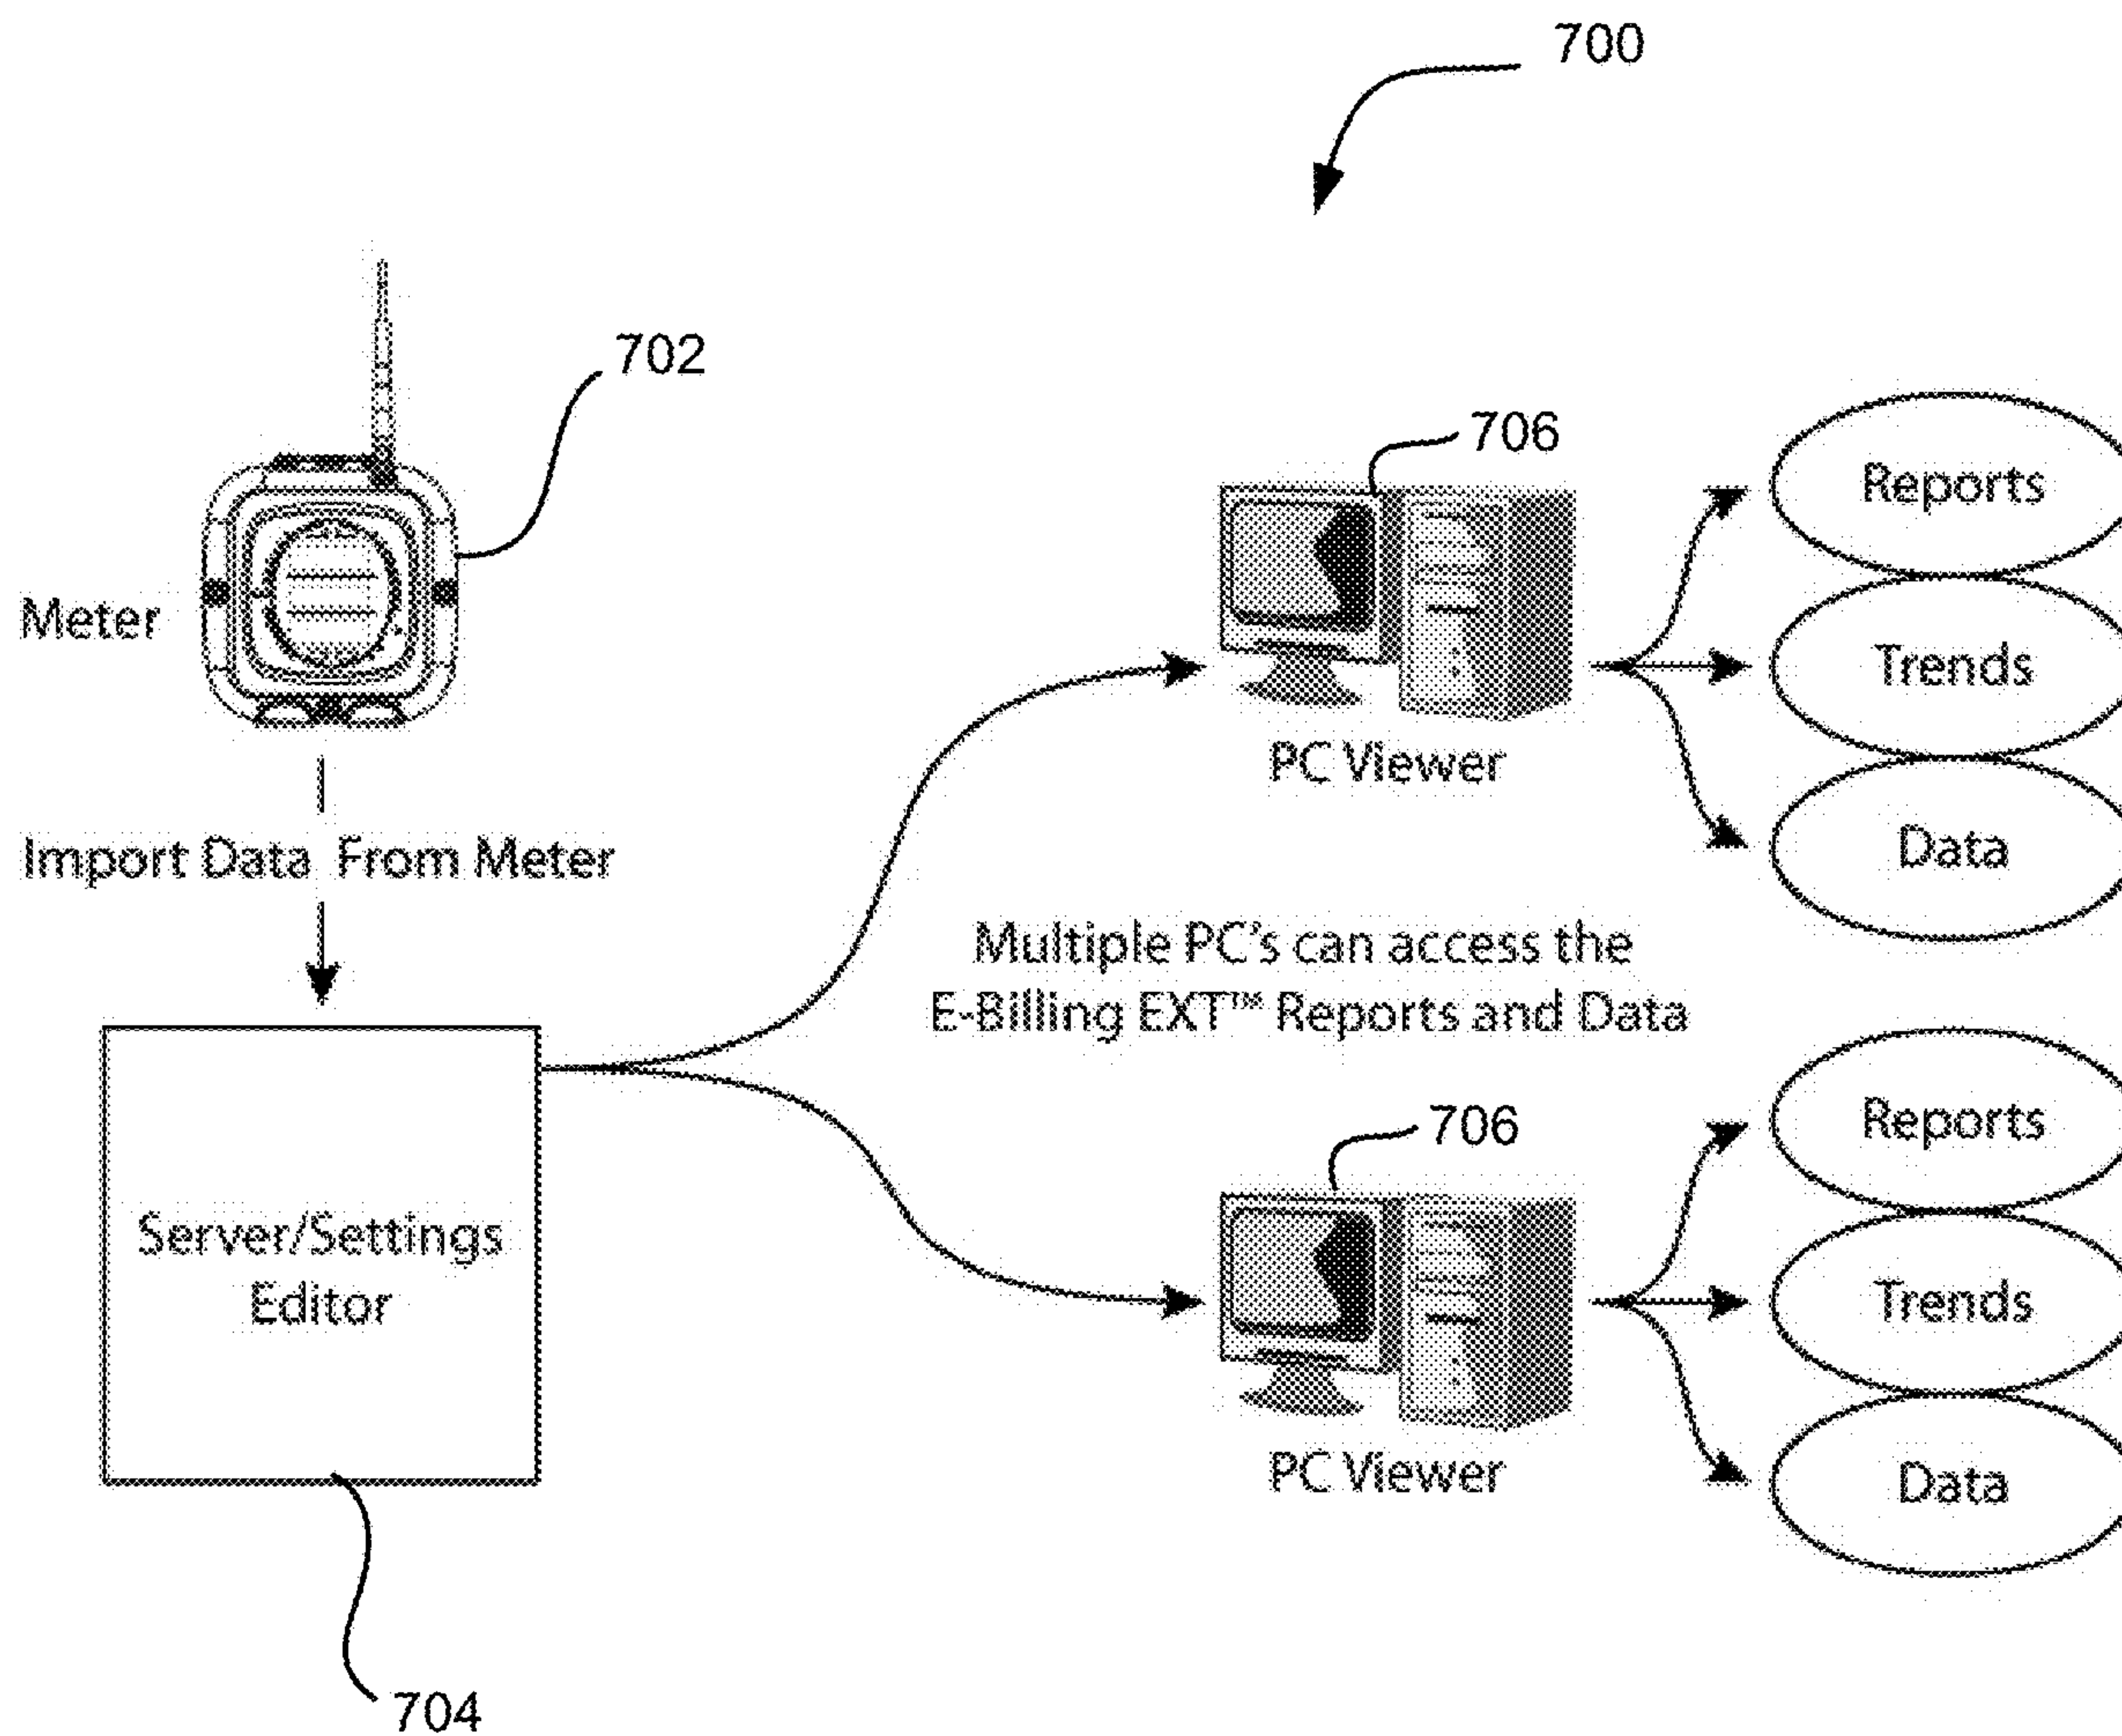 700
702
Meter
Import Data From Meter
Server/Settings
Editor
704
706
PC Viewer
Reports
Trends
Data
Multiple PC's can access the
E-Billing EXT™ Reports and Data
706
PC Viewer
Reports
Trends
Data